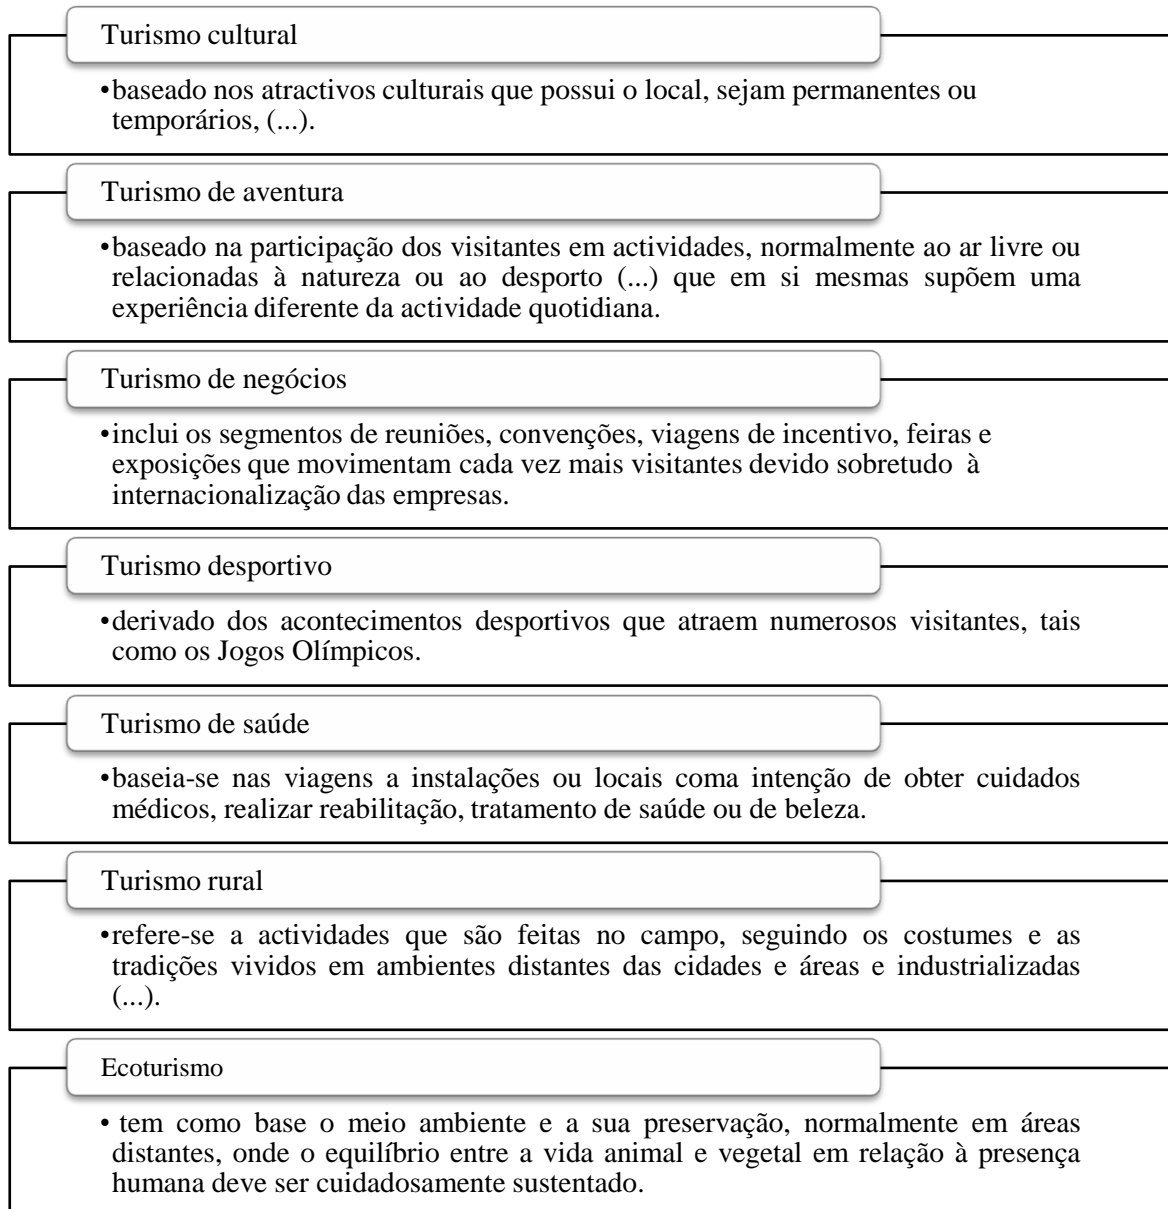 Turismo cultural
•baseado nos atractivos culturais que possui o local, sejam permanentes ou
temporários, (...).
Turismo de aventura
•baseado na participação dos visitantes em actividades, normalmente ao ar livre ou
relacionadas à natureza ou ao desporto (...) que em si mesmas supõem uma
experiência diferente da actividade quotidiana.
Turismo de negócios
•inclui os segmentos de reuniões, convenções, viagens de incentivo, feiras e
exposições que movimentam cada vez mais visitantes devido sobretudo à
internacionalização das empresas.
Turismo desportivo
•derivado dos acontecimentos desportivos que atraem numerosos visitantes, tais
como os Jogos Olímpicos.
Turismo de saúde
•baseia-se nas viagens a instalações ou locais coma intenção de obter cuidados
médicos, realizar reabilitação, tratamento de saúde ou de beleza.
Turismo rural
•refere-se a actividades que são feitas no campo, seguindo os costumes e as
tradições vividos em ambientes distantes das cidades e áreas e industrializadas
(...).
Ecoturismo
• tem como base o meio ambiente e a sua preservação, normalmente em áreas
distantes, onde o equilíbrio entre a vida animal e vegetal em relação à presença
humana deve ser cuidadosamente sustentado.